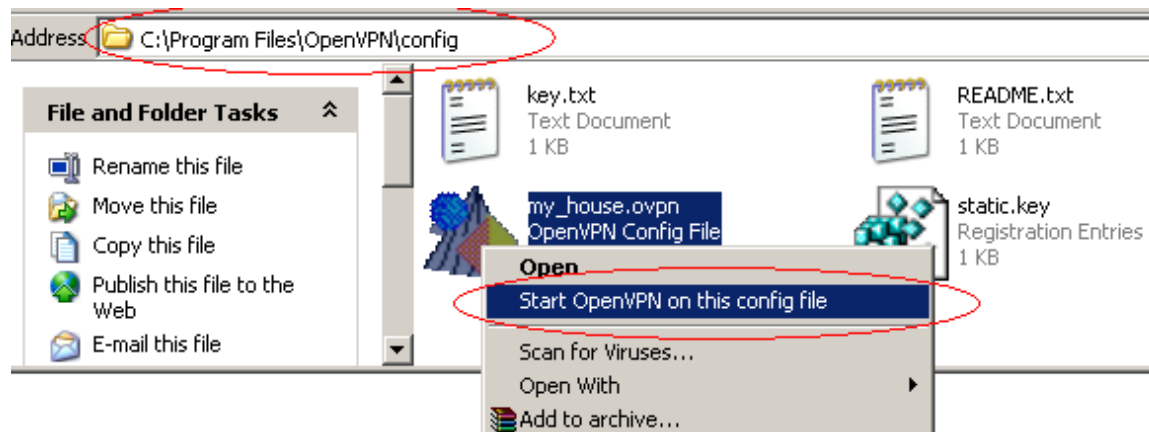 Address C:\Program Files\OpenVPN\config
File and Folder Tasks
Rename this file
Move this file
Copy this file
Publish this file to the
Web
E-mail this file
key.txt
Text Document
1 KB
README.txt
Text Document
1 KB
my_house.ovpn
OpenVPN Config File
static.key
Registration Entries
1 KB
Open
Start OpenVPN on this config file
Scan for Viruses...
Open With
Add to archive...